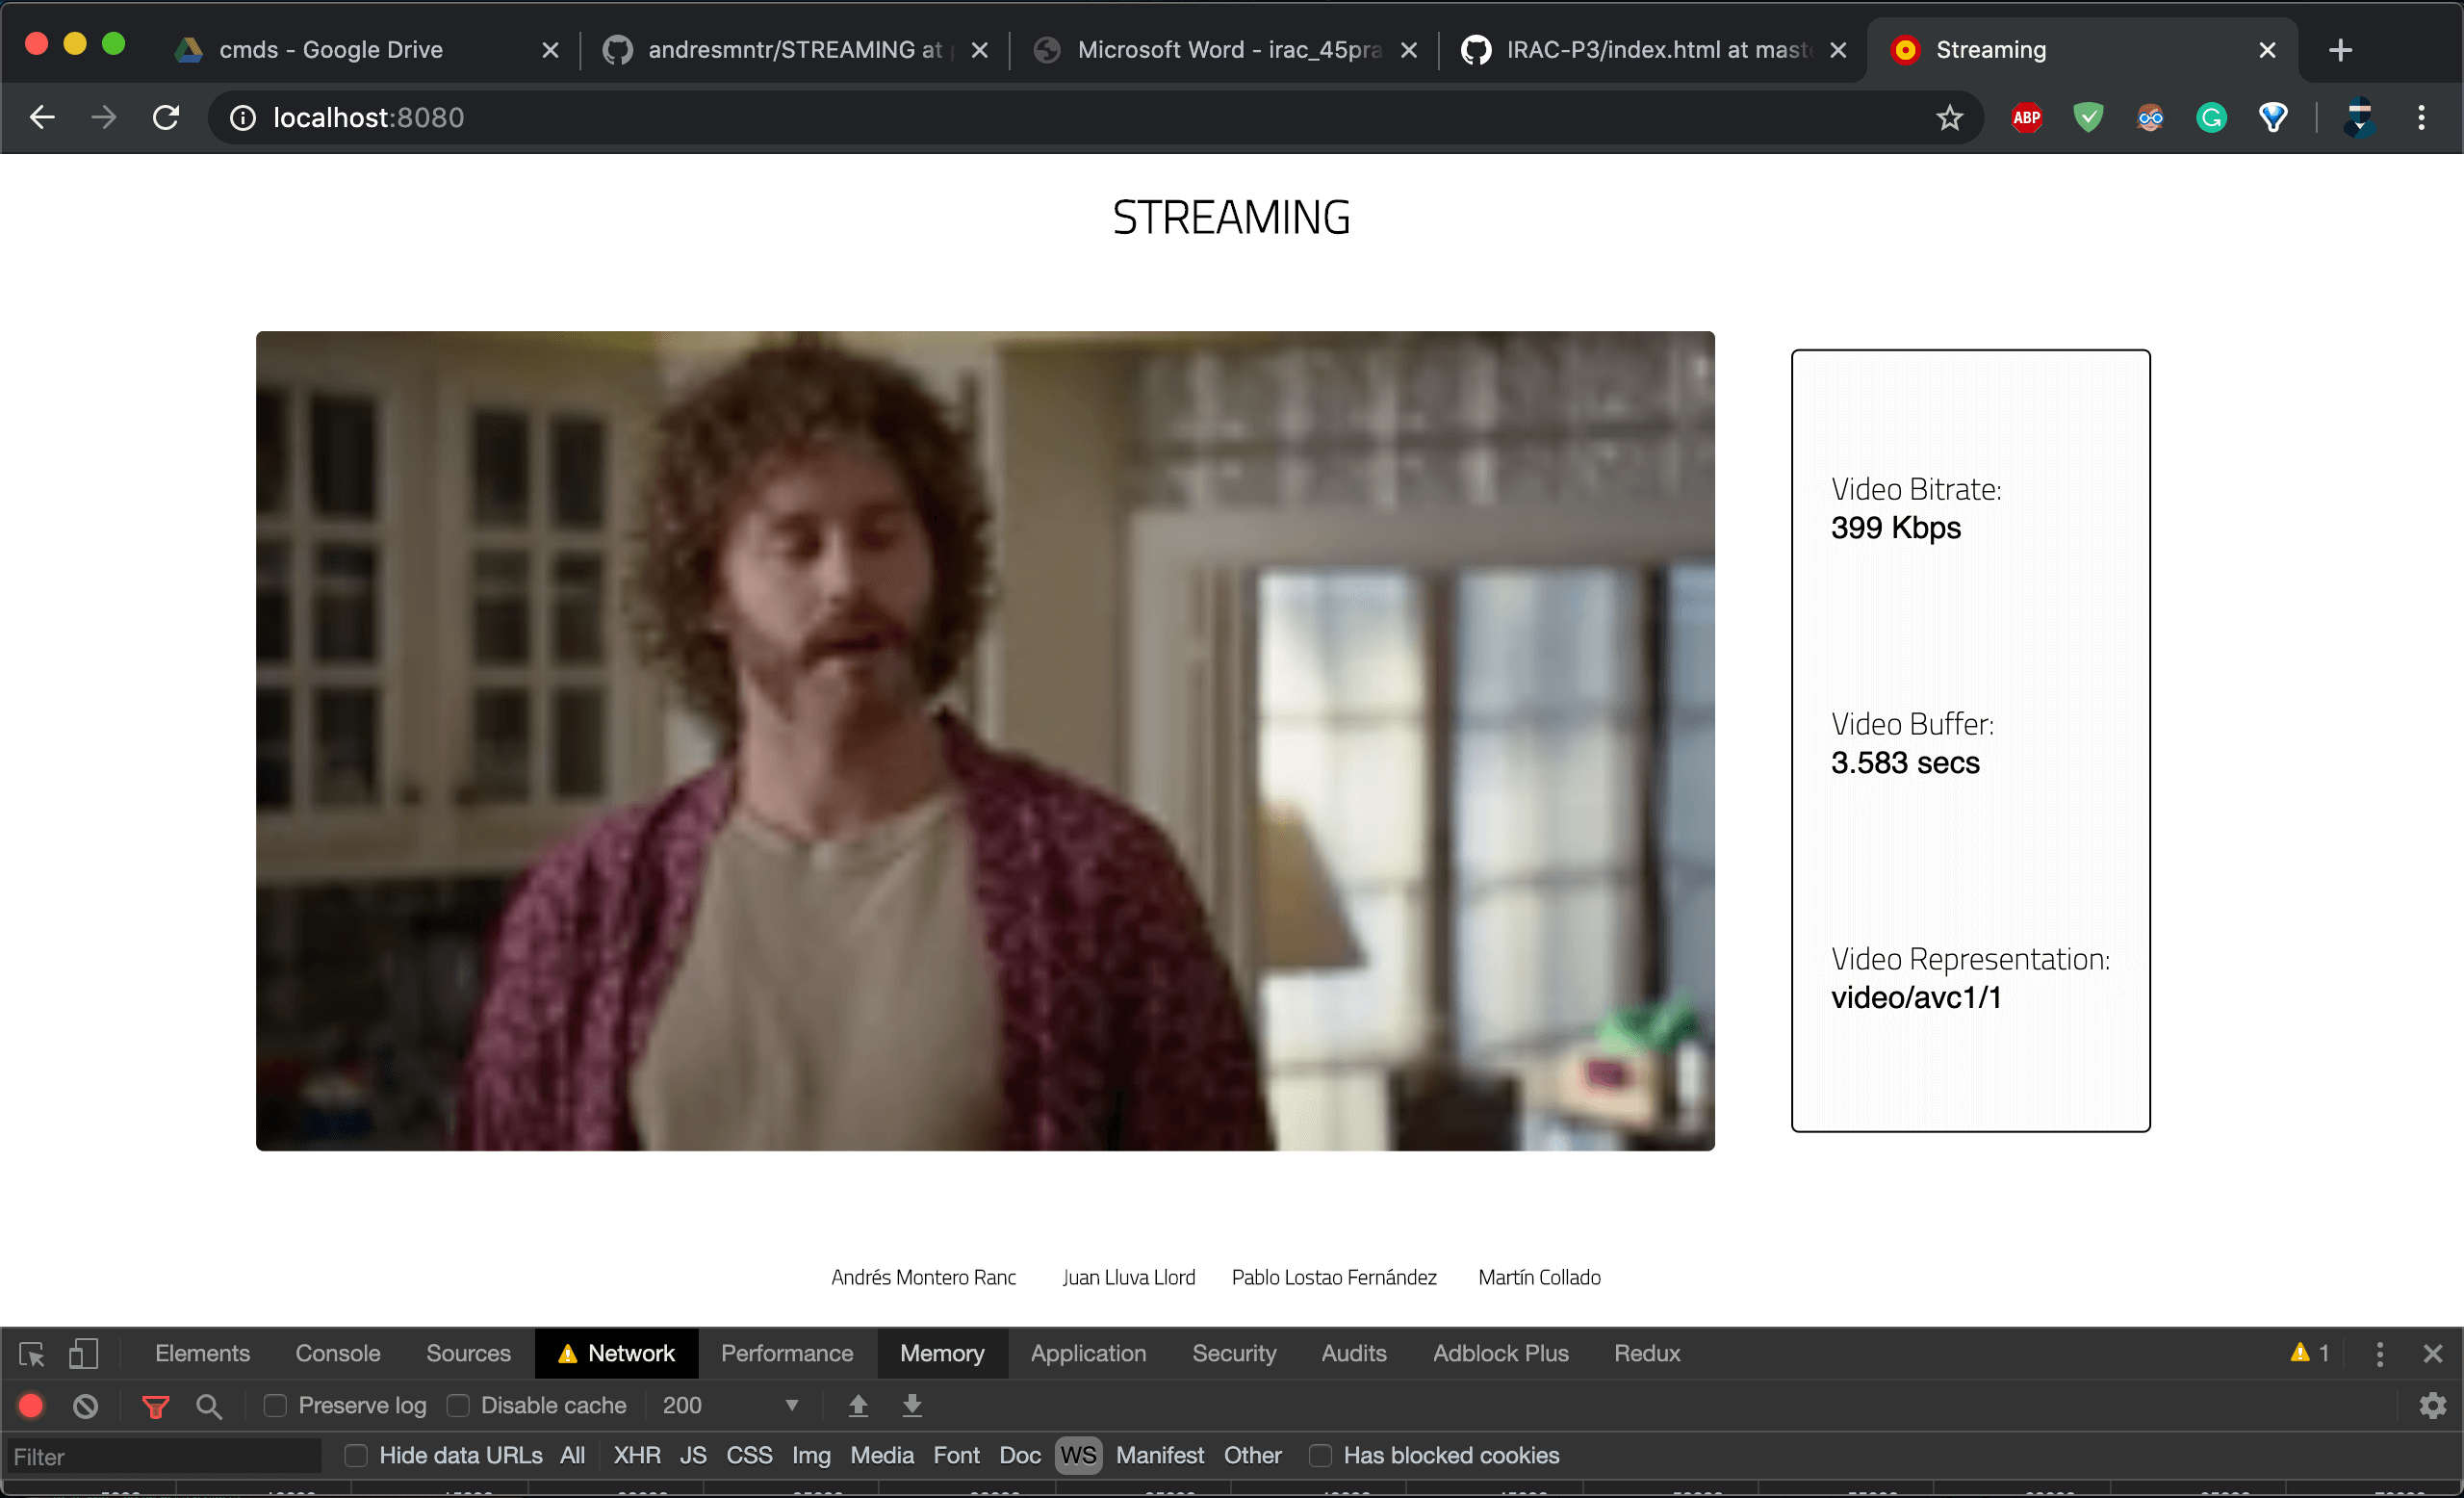 cmds - Google Drive
andresmntr/STREAMING at
Microsoft Word - irac_45pra
IRAC-P3/index.html at maste
Streaming
localhost:8080
ABP
STREAMING
Video Bitrate:
399 Kbps
Video Buffer:
3.583 secs
Video Representation:
video/avc1/1
Andrés Montero Ranc Juan Lluva Llord Pablo Lostao Fernández Martín Collado
Elements Console Sources Network Performance Memory Application Security Audits Adblock Plus Redux 1
Preserve log Disable cache 200
Filter Hide data URLs All XHR JS CSS Img Media Font Doc WS Manifest Other Has blocked cookies